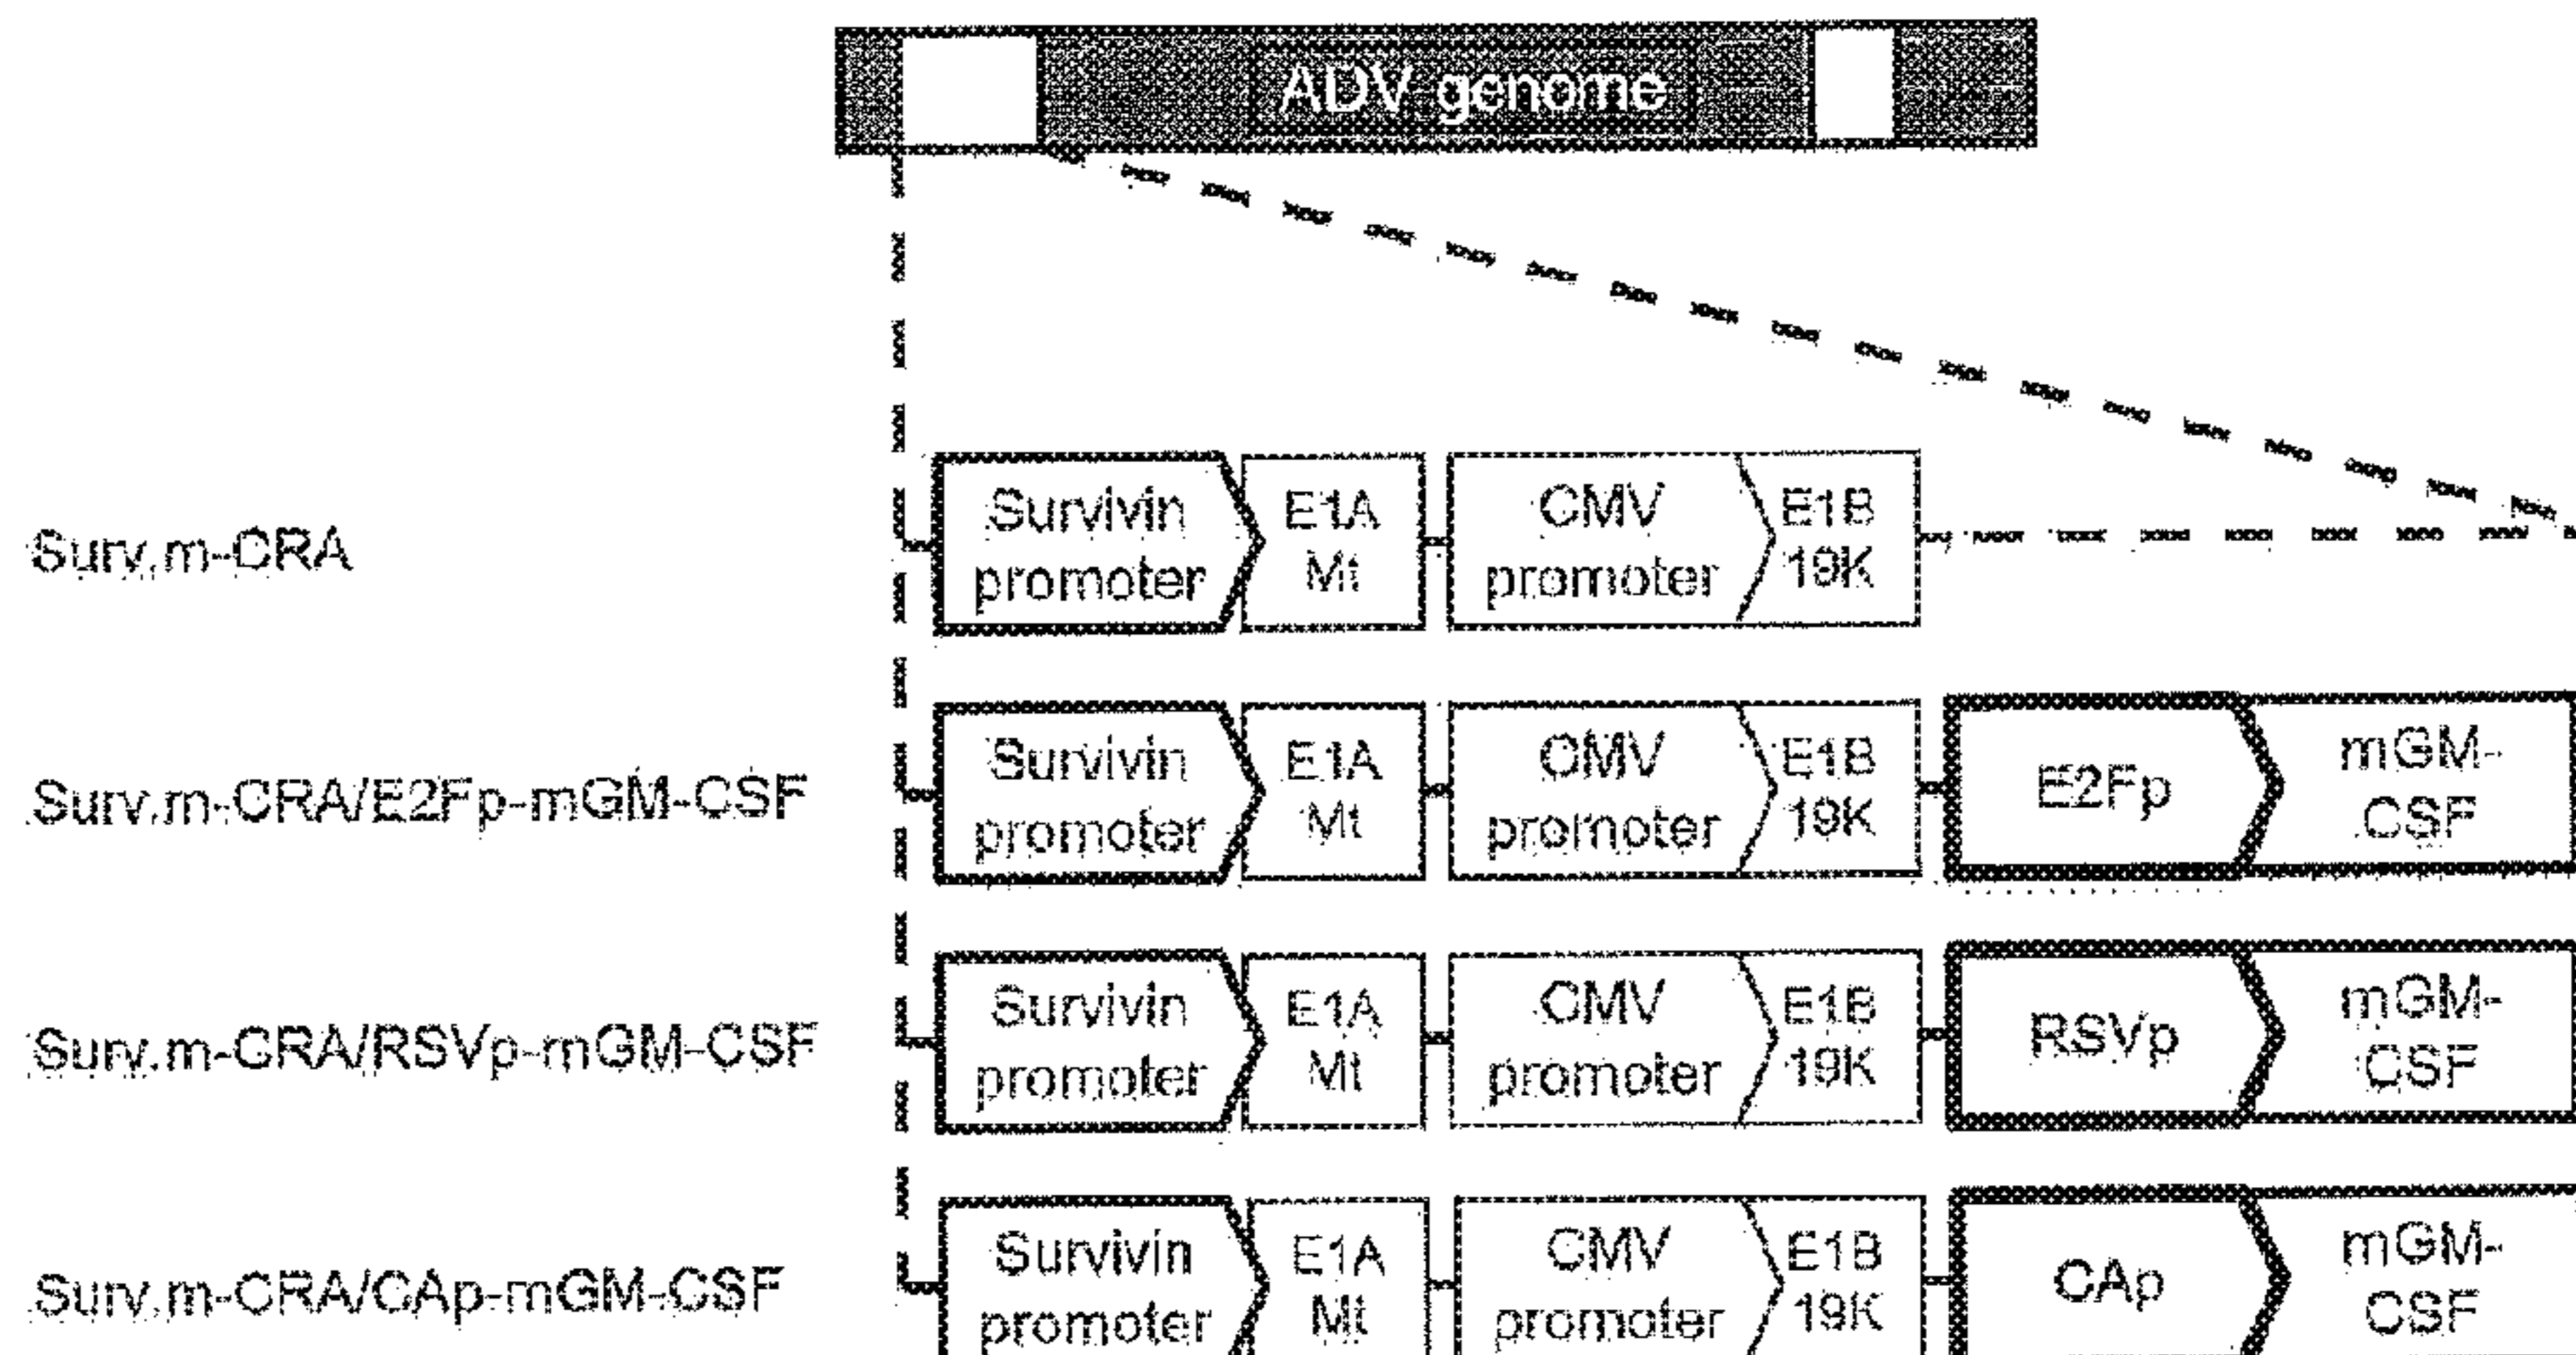 ADV genome
Surv.m-CRA
Survivin
promoter
E1A
Mt
CMV
promoter
E1B
19K
Surv.m-CRA/E2Fp-mGM-CSF
Survivin
promoter
E1A
Mt
CMV
promoter
E1B
19K
E2Fp
mGM-
CSF
Surv.m-CRA/RSVp-mGM-CSF
Survivin
promoter
E1A
Mt
CMV
promoter
E1B
19K
RSVp
mGM-
CSF
Surv.m-CRA/CAp-mGM-CSF
Survivin
promoter
E1A
Mt
CMV
promoter
E1B
19K
CAp
mGM-
CSF